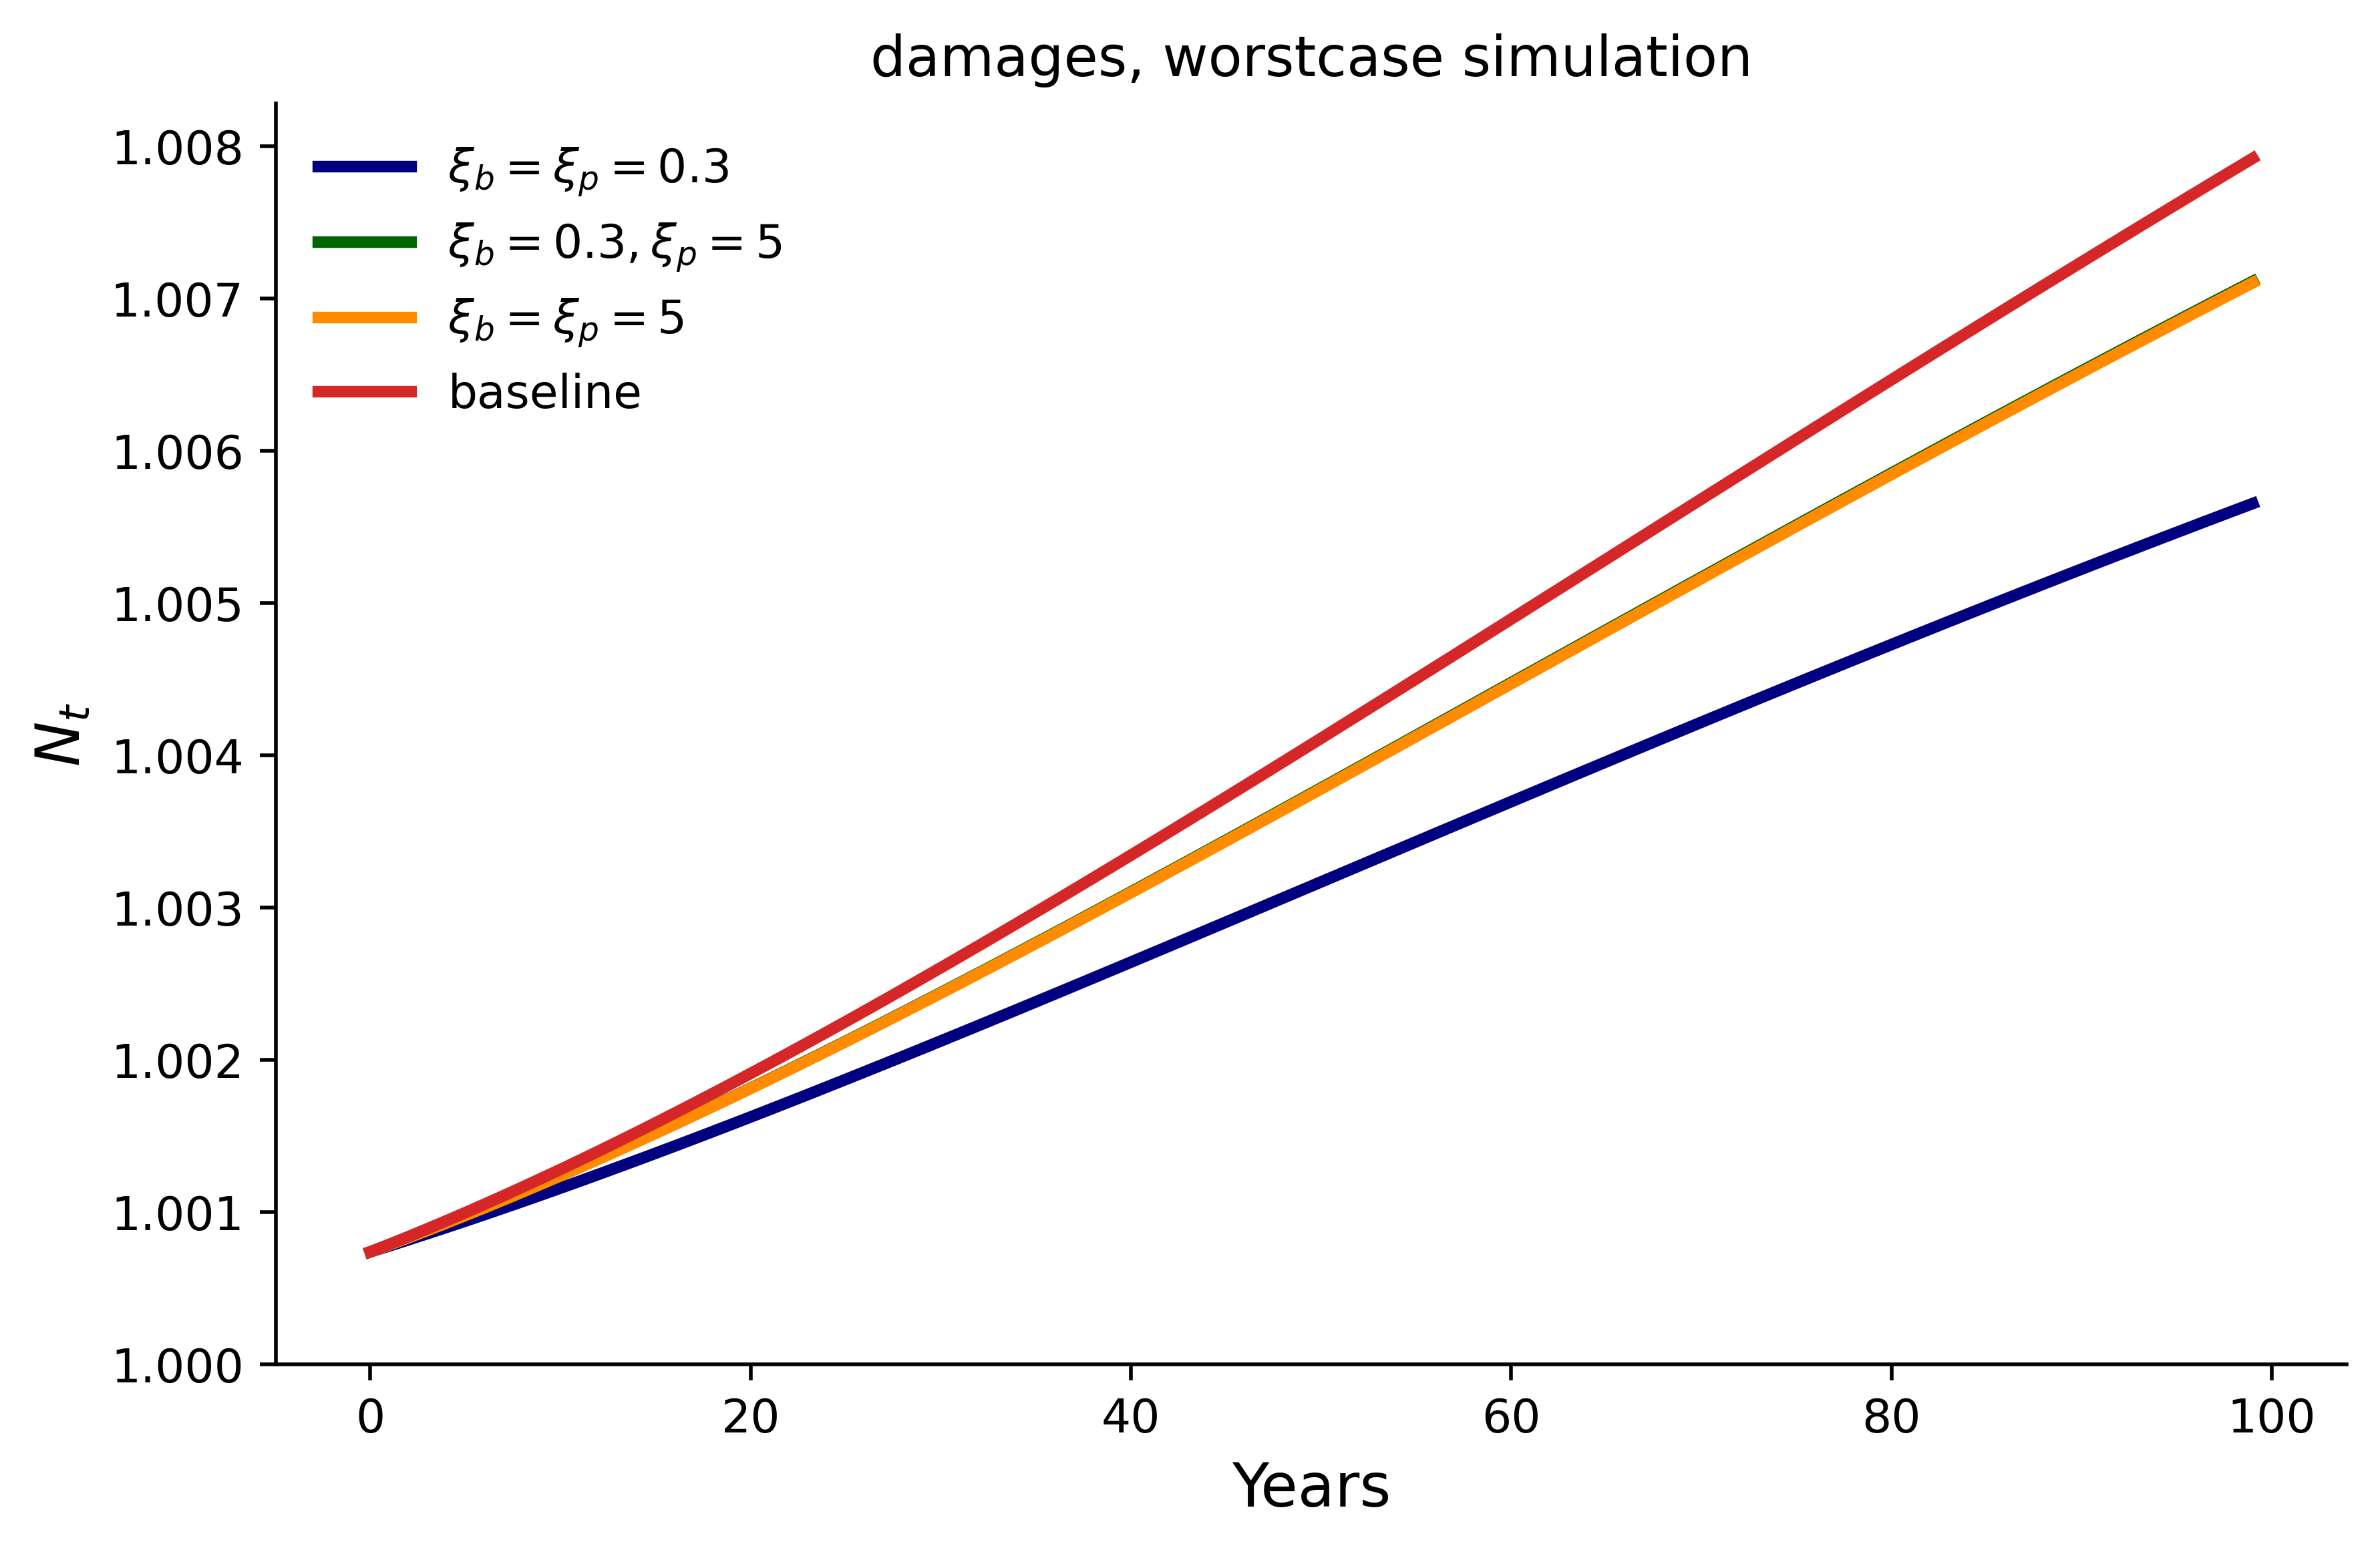 damages, worstcase simulation
ξ_b = ξ_p = 0.3
ξ_b = 0.3, ξ_p = 5
ξ_b = ξ_p = 5
baseline
1.008
1.007
1.006
1.005
1.004
1.003
1.002
1.001
1.000
N_t
0 20 40 60 80 100
Years